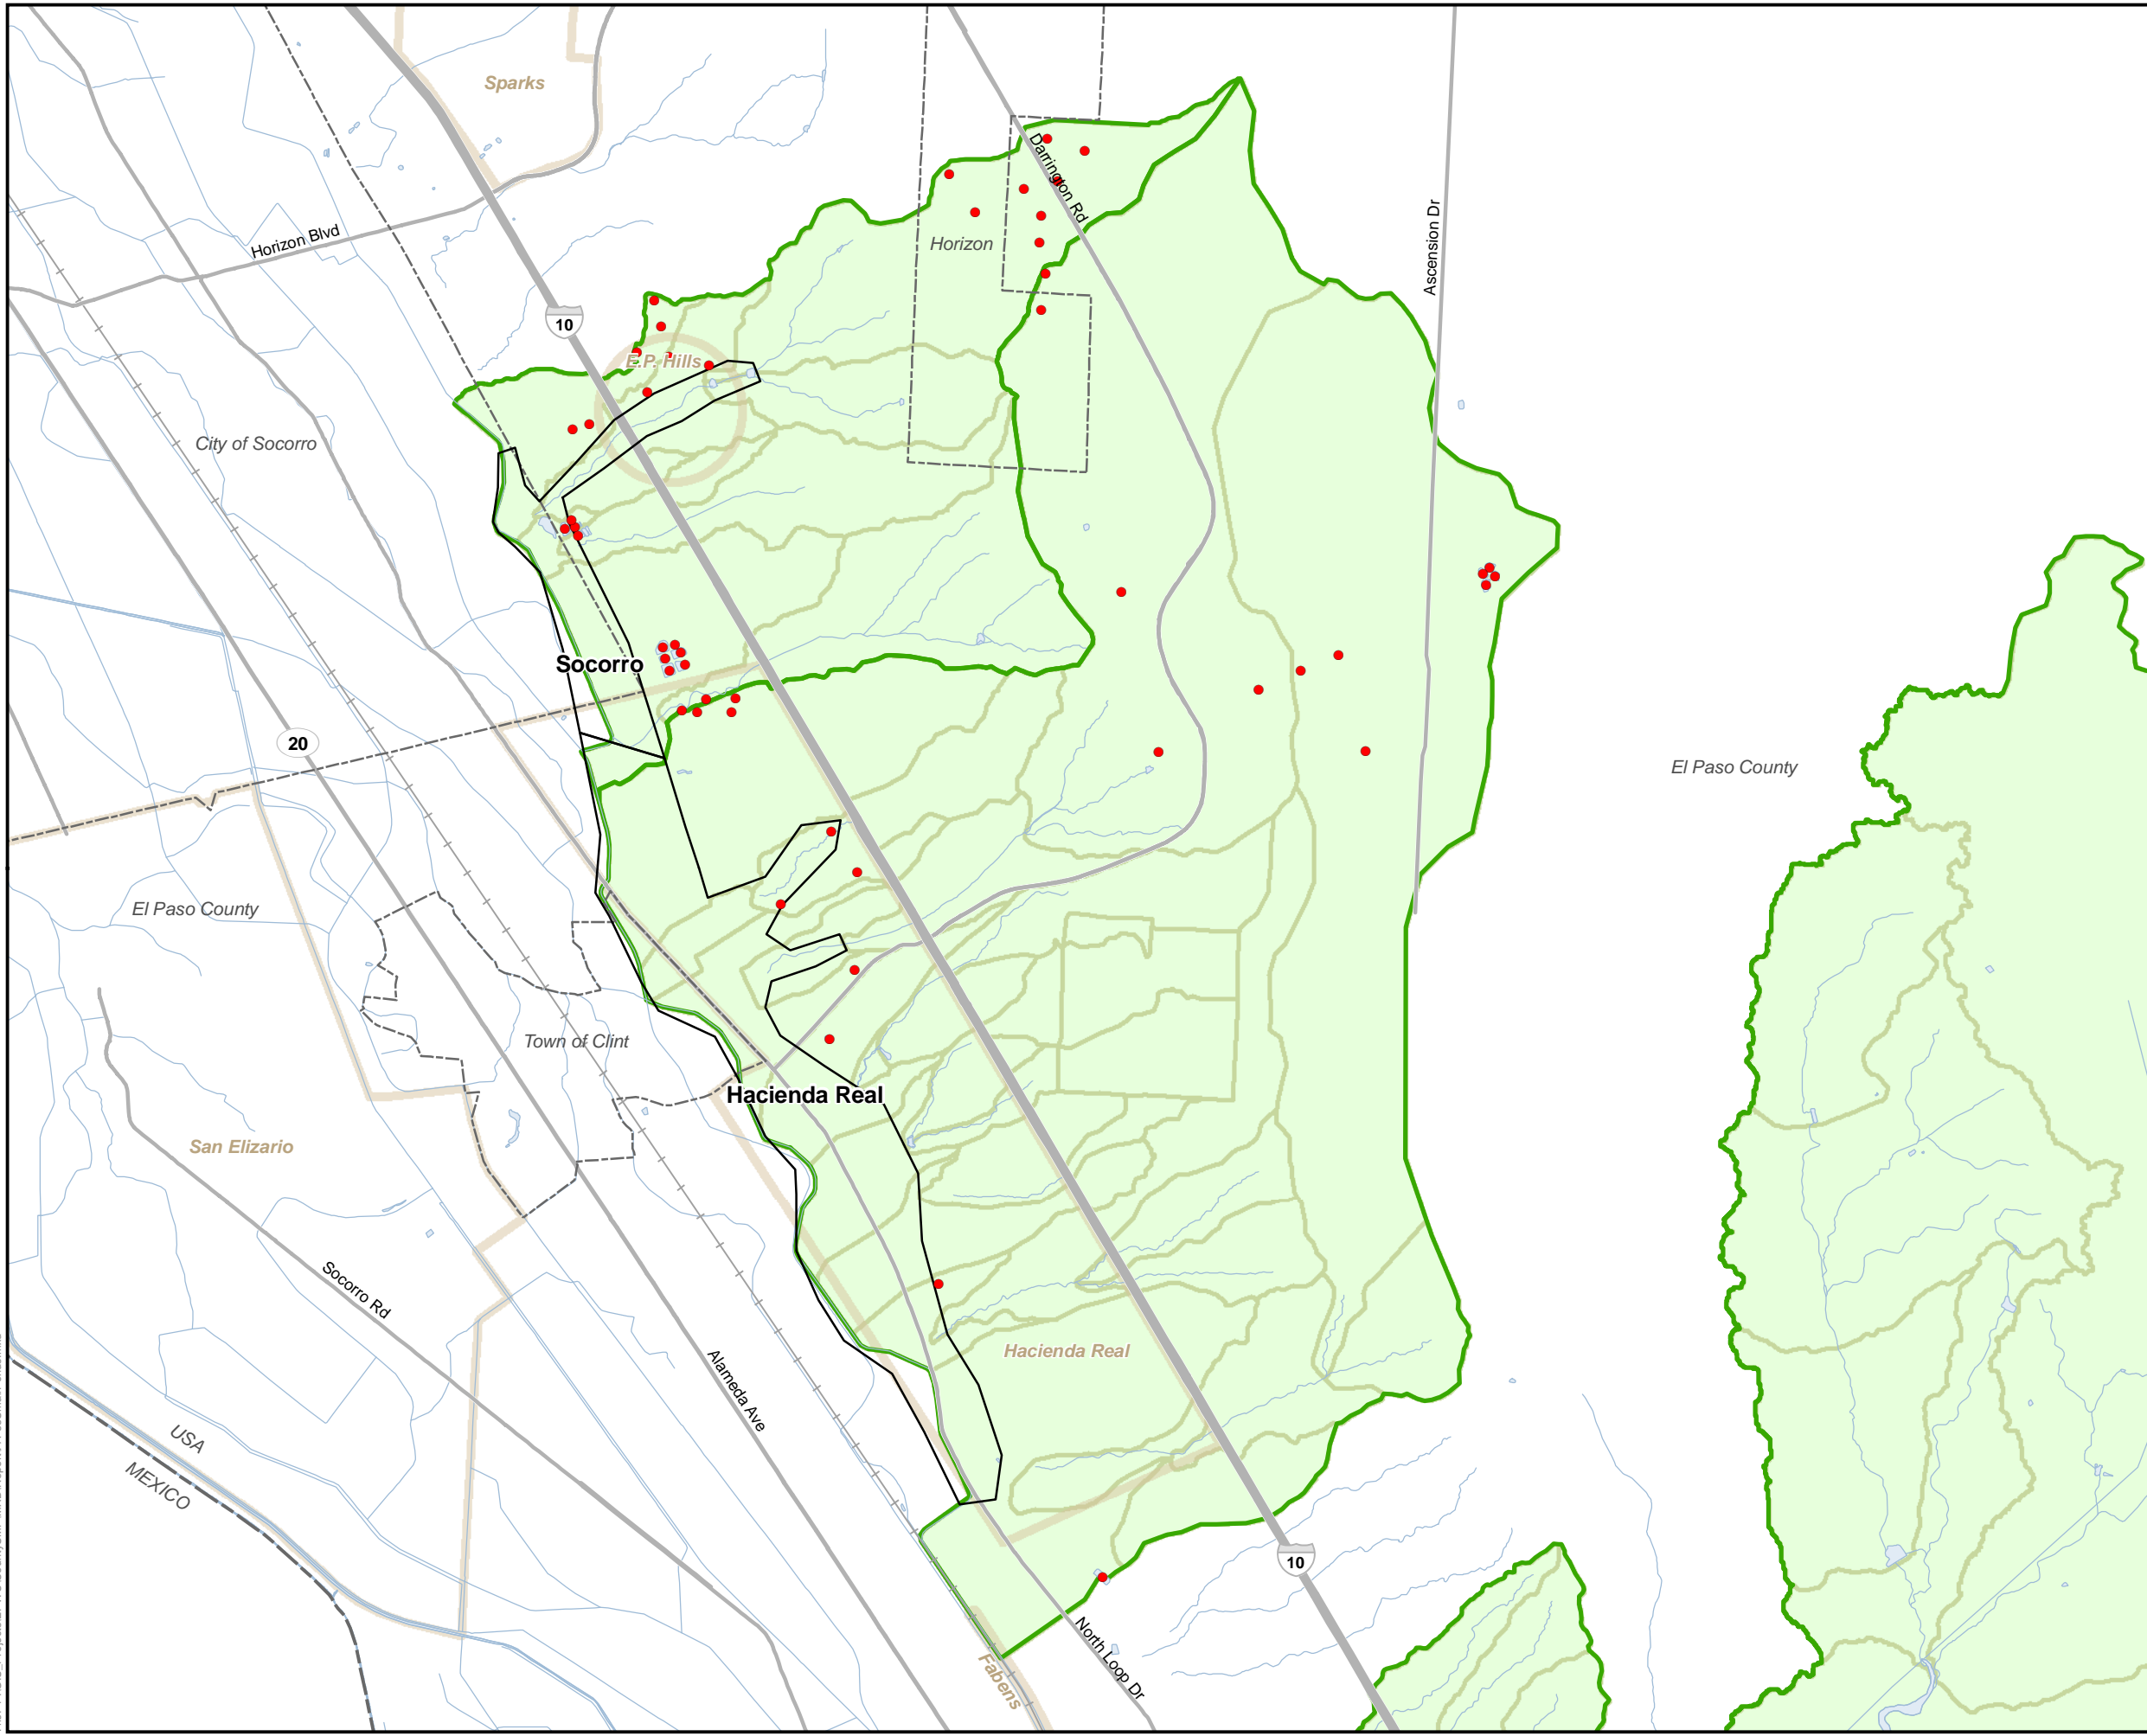 Sparks
Darrington Rd
Ascension Dr
Horizon Blvd
Horizon
10
E.P. Hills
City of Socorro
Socorro
20
El Paso County
El Paso County
Town of Clint
Hacienda Real
San Elizario
Socorro Rd
Hacienda Real
Alameda Ave
USA
MEXICO
10
North Loop Dr
Fabens